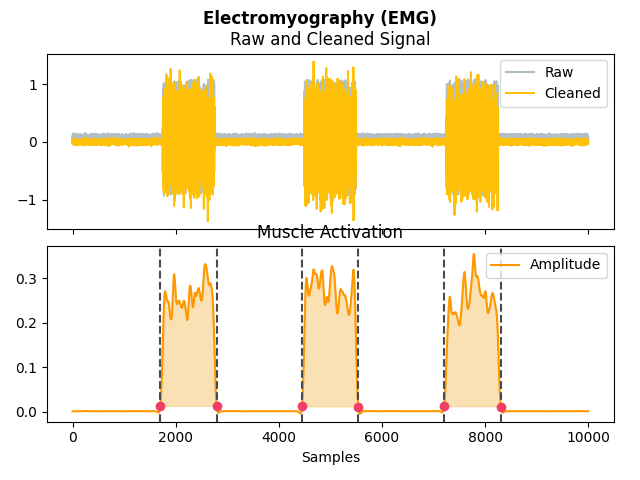 Electromyography (EMG)
Raw and Cleaned Signal
1
0
−1
Raw
Cleaned
Muscle Activation
0.3
0.2
0.1
0.0
Amplitude
0 2000 4000 6000 8000 10000
Samples